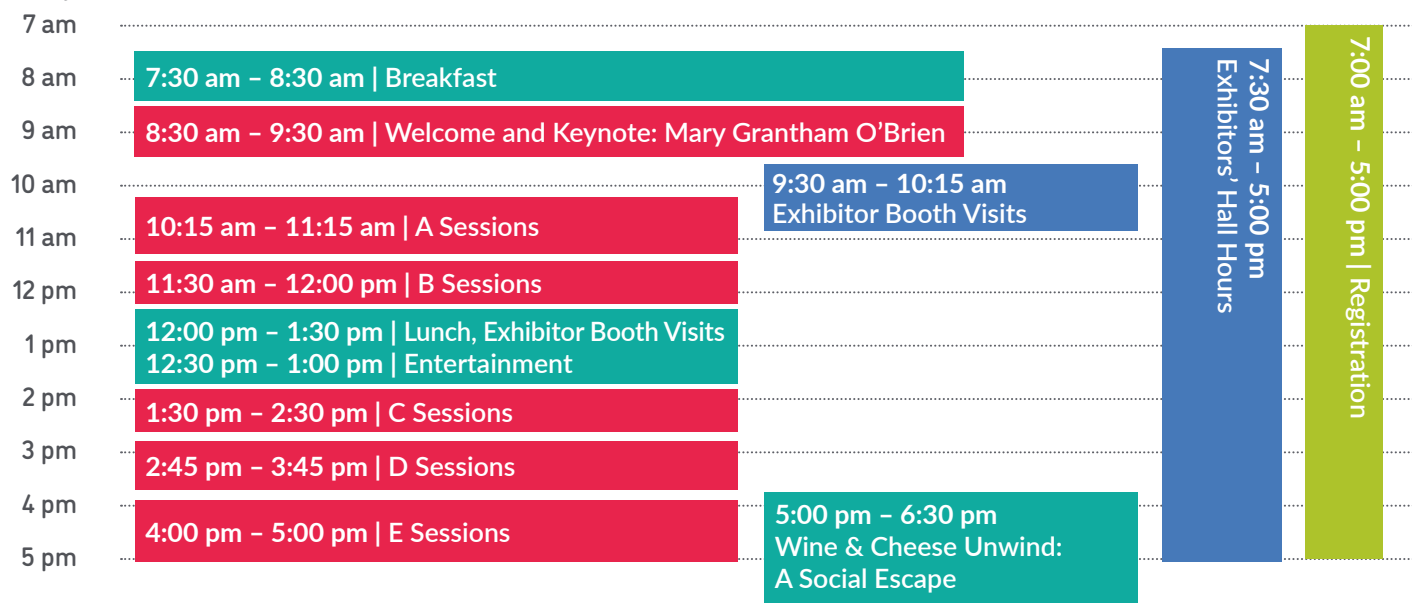 7 am
8 am
9 am
10 am
11 am
12 pm
1 pm
2 pm
3 pm
4 pm
5 pm
7:30 am – 8:30 am | Breakfast
8:30 am – 9:30 am | Welcome and Keynote: Mary Grantham O’Brien
9:30 am – 10:15 am
Exhibitor Booth Visits
10:15 am – 11:15 am | A Sessions
11:30 am – 12:00 pm | B Sessions
12:00 pm – 1:30 pm | Lunch, Exhibitor Booth Visits
12:30 pm – 1:00 pm | Entertainment
1:30 pm – 2:30 pm | C Sessions
2:45 pm – 3:45 pm | D Sessions
4:00 pm – 5:00 pm | E Sessions
5:00 pm – 6:30 pm
Wine & Cheese Unwind:
A Social Escape
7:30 am – 5:00 pm
Exhibitors’ Hall Hours
7:00 am – 5:00 pm | Registration